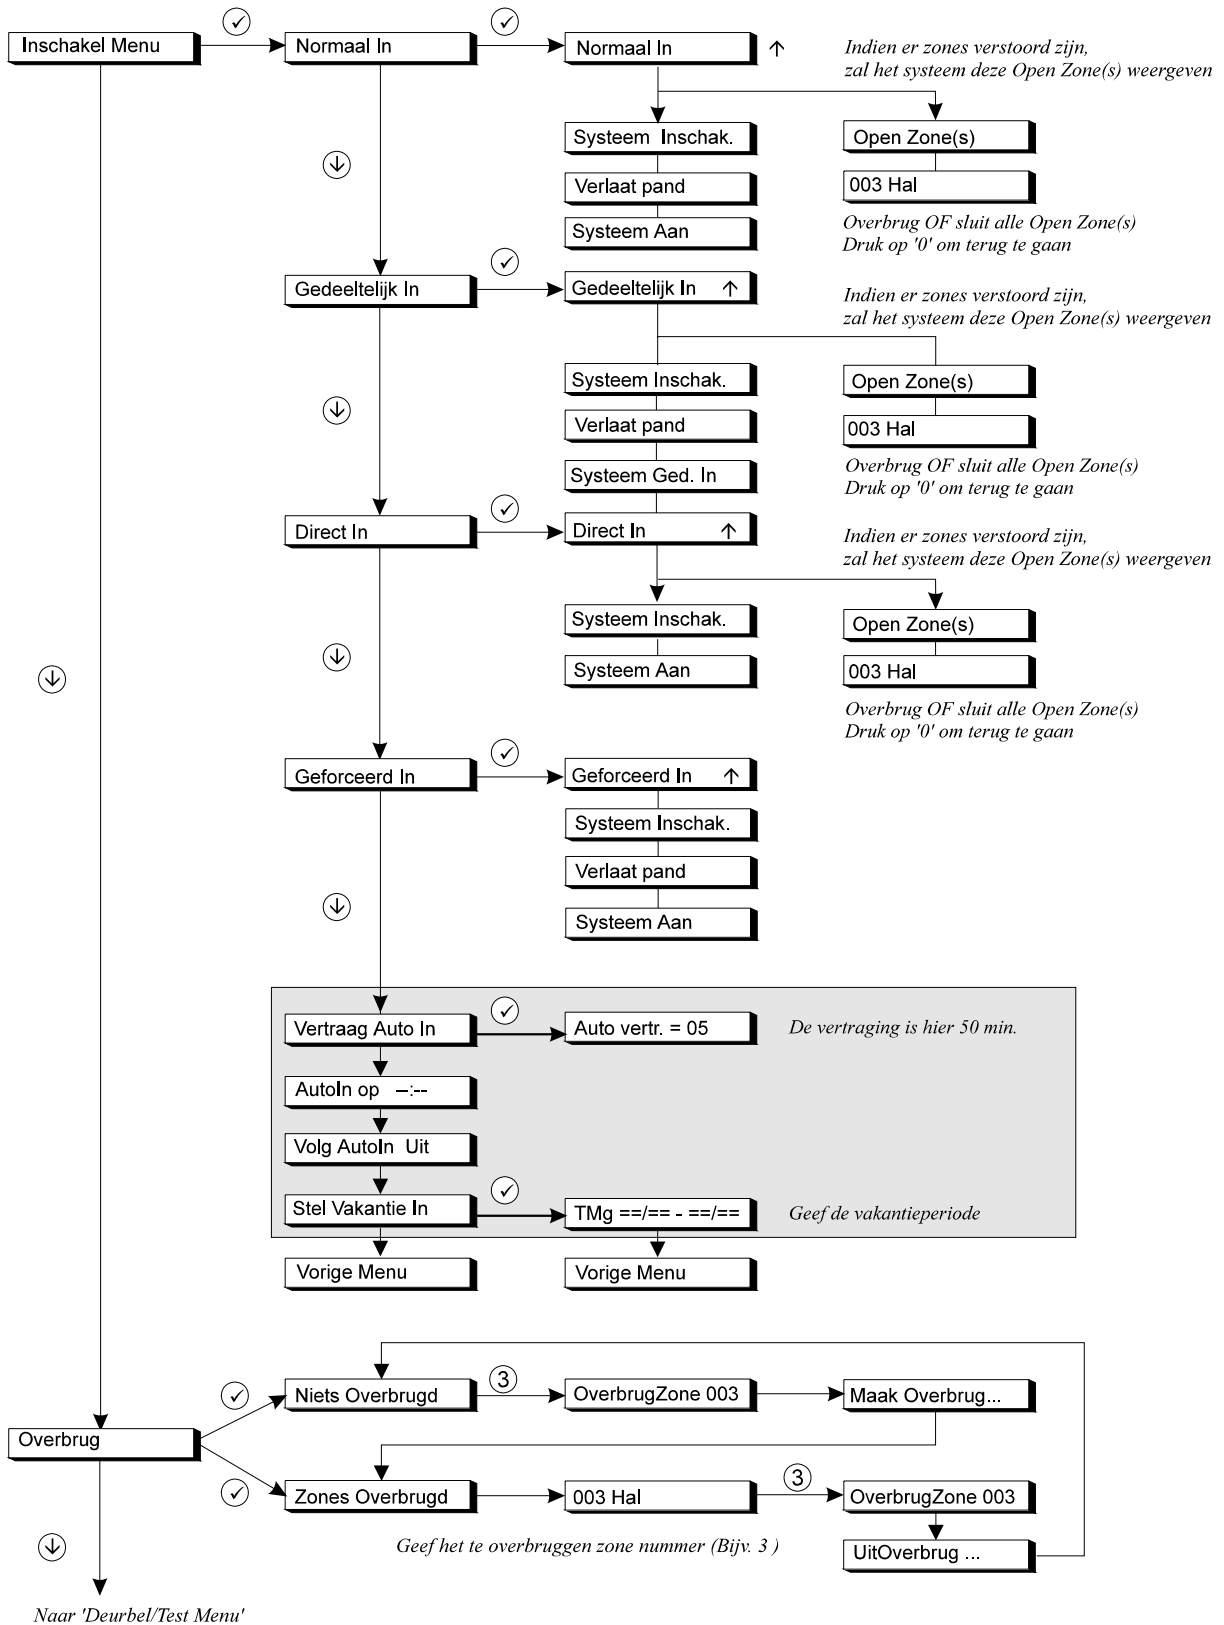 Inschakel Menu
Normaal In
Normaal In ↑
Indien er zones verstoord zijn,
zal het systeem deze Open Zone(s) weergeven
Systeem Inschak.
Open Zone(s)
Verlaat pand
003 Hal
Systeem Aan
Overbrug OF sluit alle Open Zone(s)
Druk op '0' om terug te gaan
Gedeeltelijk In
Gedeeltelijk In ↑
Indien er zones verstoord zijn,
zal het systeem deze Open Zone(s) weergeven
Systeem Inschak.
Open Zone(s)
Verlaat pand
003 Hal
Systeem Ged. In
Overbrug OF sluit alle Open Zone(s)
Druk op '0' om terug te gaan
Direct In
Direct In ↑
Indien er zones verstoord zijn,
zal het systeem deze Open Zone(s) weergeven
Systeem Inschak.
Open Zone(s)
Systeem Aan
003 Hal
Overbrug OF sluit alle Open Zone(s)
Druk op '0' om terug te gaan
Geforceerd In
Geforceerd In ↑
Systeem Inschak.
Verlaat pand
Systeem Aan
Vertraag Auto In
Auto vertr. = 05
De vertraging is hier 50 min.
AutoIn op –:--
Volg AutoIn Uit
Stel Vakantie In
TMg ==/== - ==/==
Geef de vakantieperiode
Vorige Menu
Vorige Menu
Niets Overbrugd
3
OverbrugZone 003
Maak Overbrug...
Overbrug
Zones Overbrugd
003 Hal
3
OverbrugZone 003
Geef het te overbruggen zone nummer (Bijv. 3 )
UitOverbrug ...
Naar 'Deurbel/Test Menu'